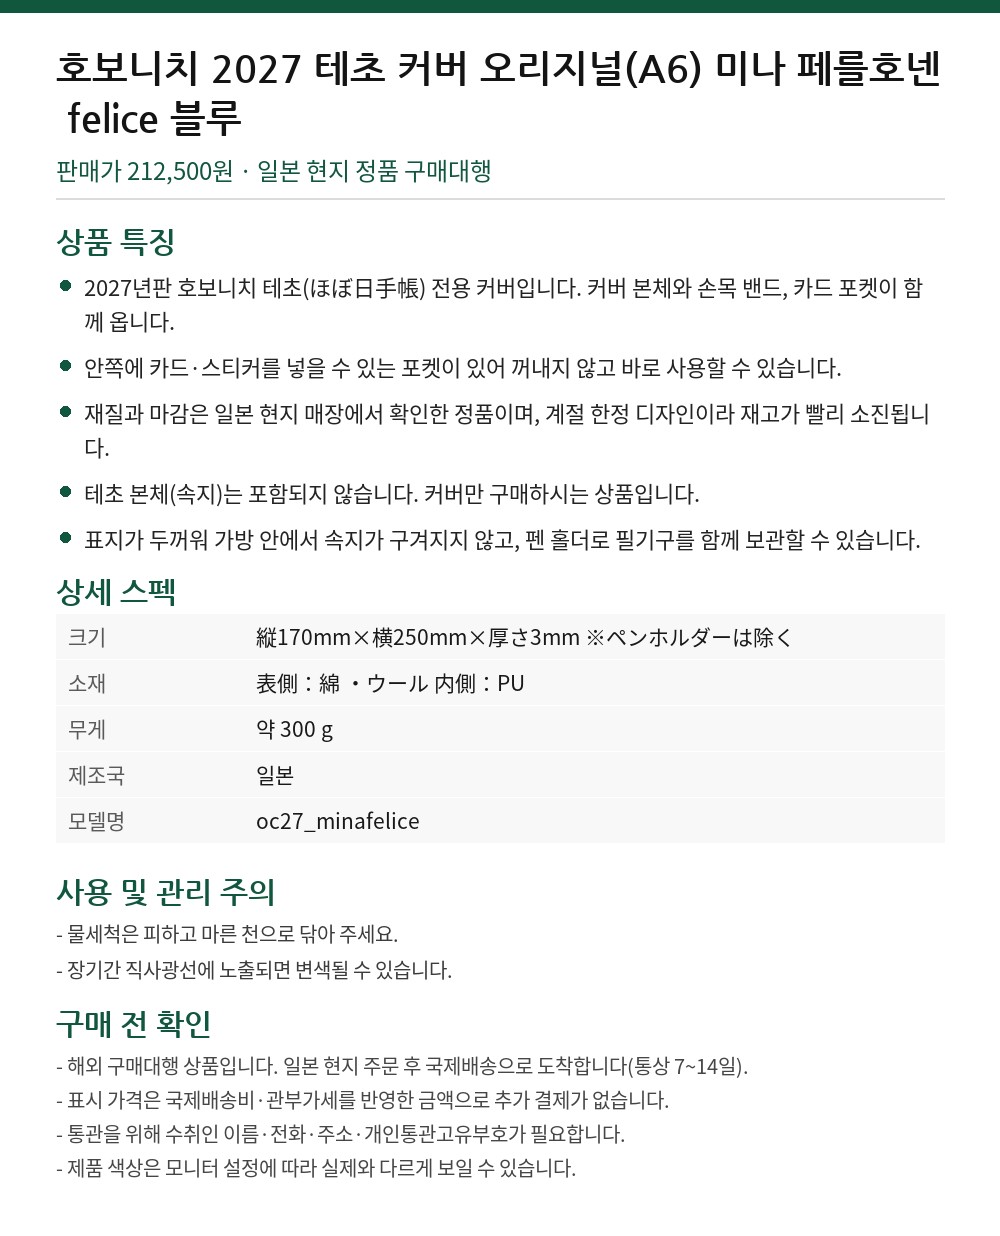 호보니치 2027 테초 커버 오리지널(A6) 미나 페를호넨
felice 블루
판매가 212,500원 · 일본 현지 정품 구매대행
상품 특징
● 2027년판 호보니치 테초(ほぼ日手帳) 전용 커버입니다. 커버 본체와 손목 밴드, 카드 포켓이 함
께 옵니다.
● 안쪽에 카드·스티커를 넣을 수 있는 포켓이 있어 꺼내지 않고 바로 사용할 수 있습니다.
● 재질과 마감은 일본 현지 매장에서 확인한 정품이며, 계절 한정 디자인이라 재고가 빨리 소진됩니
다.
● 테초 본체(속지)는 포함되지 않습니다. 커버만 구매하시는 상품입니다.
● 표지가 두꺼워 가방 안에서 속지가 구겨지지 않고, 펜 홀더로 필기구를 함께 보관할 수 있습니다.
상세 스펙
크기 縦170mm×横250mm×厚さ3mm ※ペンホルダーは除く
소재 表側：綿 ・ウール 内側：PU
무게 약 300 g
제조국 일본
모델명 oc27_minafelice
사용 및 관리 주의
- 물세척은 피하고 마른 천으로 닦아 주세요.
- 장기간 직사광선에 노출되면 변색될 수 있습니다.
구매 전 확인
- 해외 구매대행 상품입니다. 일본 현지 주문 후 국제배송으로 도착합니다(통상 7~14일).
- 표시 가격은 국제배송비·관부가세를 반영한 금액으로 추가 결제가 없습니다.
- 통관을 위해 수취인 이름·전화·주소·개인통관고유부호가 필요합니다.
- 제품 색상은 모니터 설정에 따라 실제와 다르게 보일 수 있습니다.